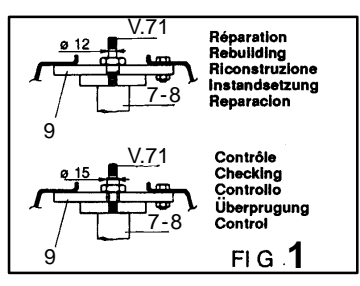 V.71
ø 12
7-8
9
Réparation
Rebuilding
Riconstruzione
Instandsetzung
Reparacion
V.71
ø 15
7-8
9
Contrôle
Checking
Controllo
Überprugung
Control
FIG.1